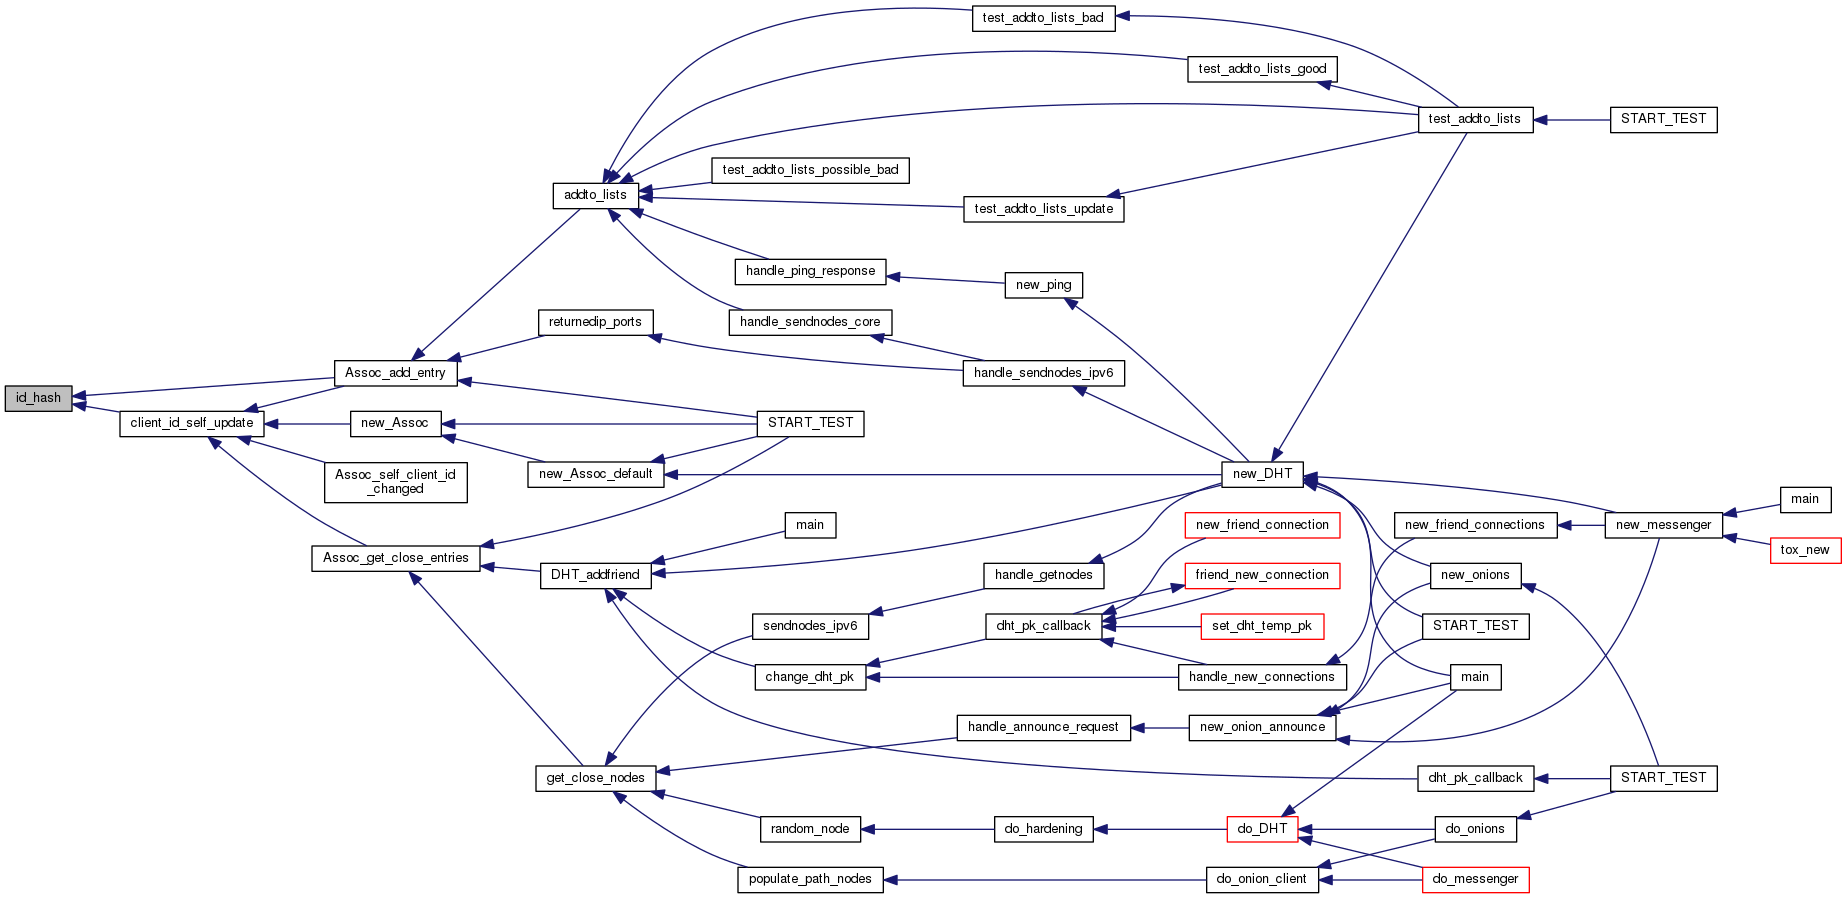 test_addto_lists_bad
test_addto_lists_good
test_addto_lists
START_TEST
test_addto_lists_possible_bad
addto_lists
test_addto_lists_update
handle_ping_response
new_ping
returnedip_ports
handle_sendnodes_core
Assoc_add_entry
handle_sendnodes_ipv6
id_hash
client_id_self_update
new_Assoc
START_TEST
Assoc_self_client_id
_changed
new_Assoc_default
new_DHT
main
new_friend_connection
new_friend_connections
new_messenger
main
tox_new
Assoc_get_close_entries
DHT_addfriend
handle_getnodes
friend_new_connection
new_onions
sendnodes_ipv6
dht_pk_callback
set_dht_temp_pk
START_TEST
change_dht_pk
handle_new_connections
main
handle_announce_request
new_onion_announce
get_close_nodes
dht_pk_callback
START_TEST
random_node
do_hardening
do_DHT
do_onions
populate_path_nodes
do_onion_client
do_messenger